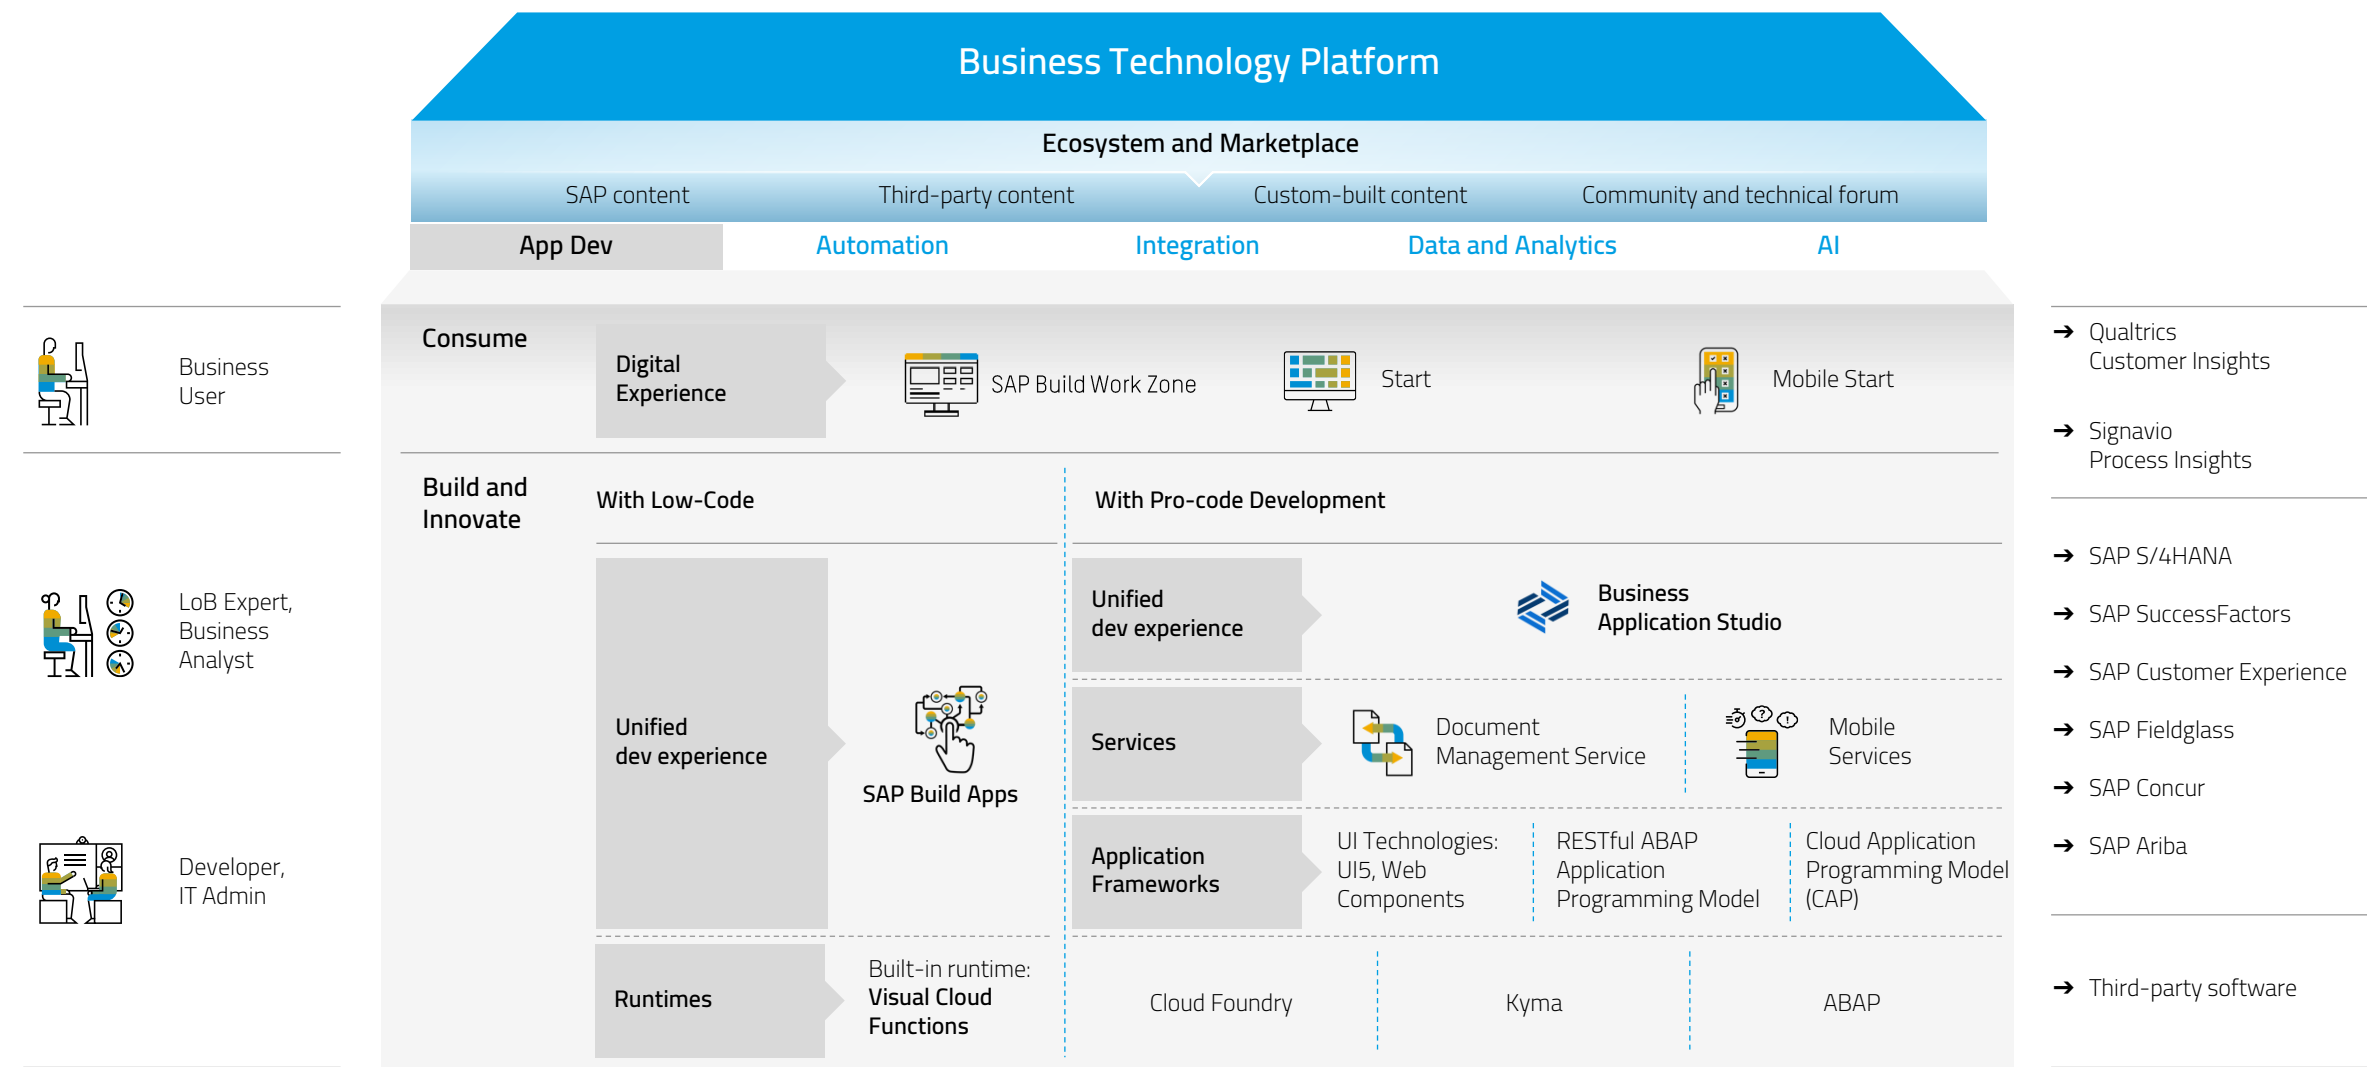 Business Technology Platform
Ecosystem and Marketplace
SAP content
Third-party content
Custom-built content
Community and technical forum
App Dev
Automation
Integration
Data and Analytics
AI
Business
User
LoB Expert,
Business
Analyst
Developer,
IT Admin
Consume
Digital
Experience
SAP Build Work Zone
Start
Mobile Start
Build and
Innovate
With Low-Code
Unified
dev experience
SAP Build Apps
Runtimes
Built-in runtime:
Visual Cloud
Functions
With Pro-code Development
Unified
dev experience
Business
Application Studio
Services
Document
Management Service
Mobile
Services
Application
Frameworks
UI Technologies:
UI5, Web
Components
RESTful ABAP
Application
Programming Model
Cloud Application
Programming Model
(CAP)
Cloud Foundry
Kyma
ABAP
➔ Qualtrics
Customer Insights
➔ Signavio
Process Insights
➔ SAP S/4HANA
➔ SAP SuccessFactors
➔ SAP Customer Experience
➔ SAP Fieldglass
➔ SAP Concur
➔ SAP Ariba
➔ Third-party software